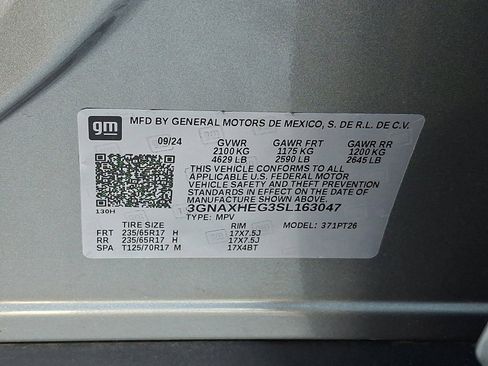 gm
MFD BY GENERAL MOTORS DE MEXICO, S. DE R.L. DE C.V.
09/24 GVWR GAWR FRT GAWR RR
2100 KG 1175 KG 1200 KG
4629 LB 2590 LB 2645 LB
THIS VEHICLE CONFORMS TO ALL
APPLICABLE U.S. FEDERAL MOTOR
VEHICLE SAFETY AND THEFT PREVENTION
STANDARDS IN EFFECT ON THE DATE OF
MANUFACTURE SHOWN ABOVE.
130H 3GNAXHEG3SL163047
TYPE: MPV
TIRE SIZE RIM MODEL: 371PT26
FRT 235/65R17 H 17X7.5J
RR 235/65R17 H 17X7.5J
SPA T125/70R17 M 17X4BT